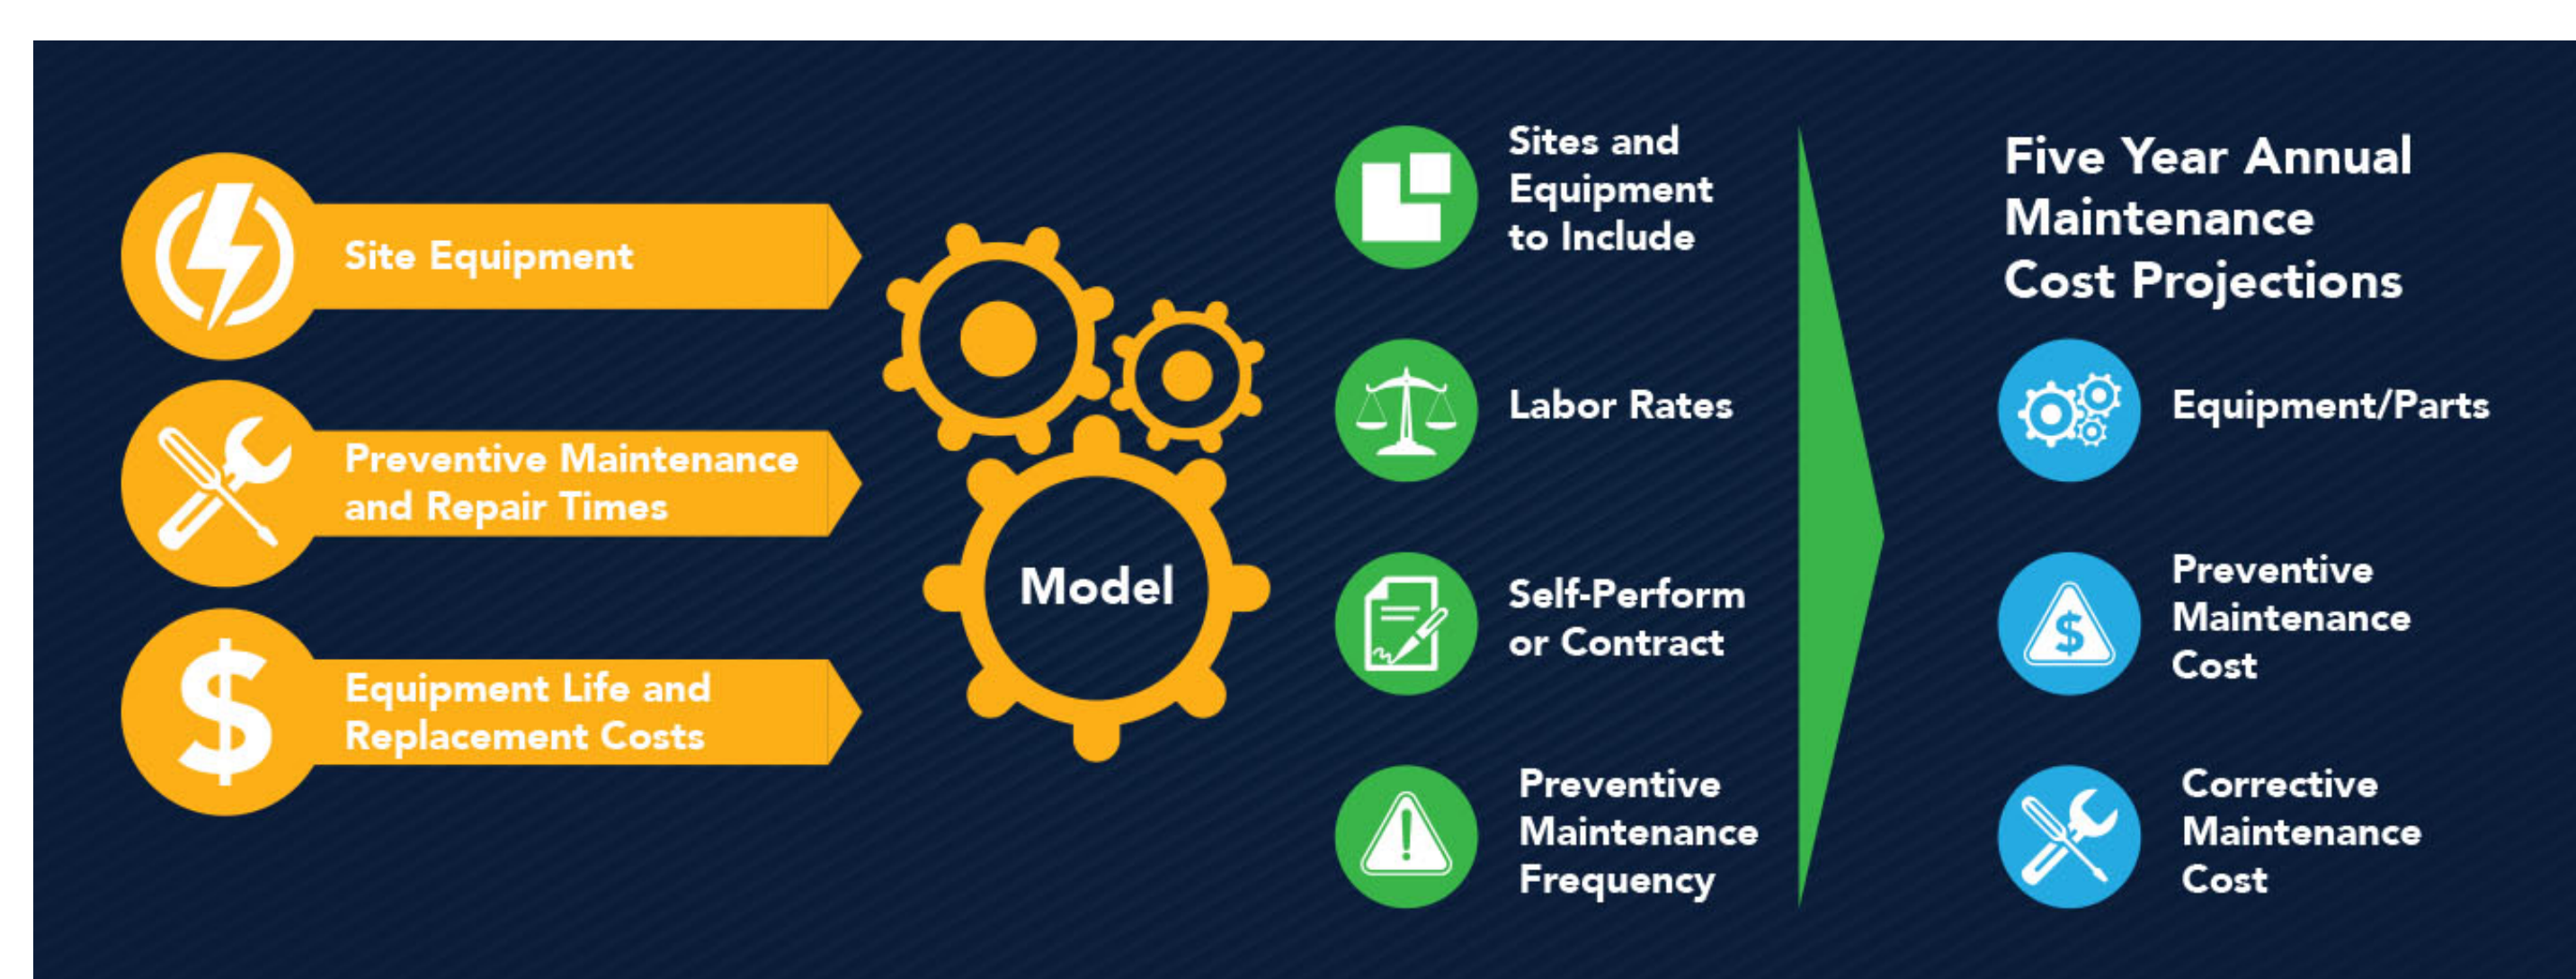 Site Equipment
Preventive Maintenance
and Repair Times
$
Equipment Life and
Replacement Costs
Model
Sites and
Equipment
to Include
Labor Rates
Self-Perform
or Contract
!
Preventive
Maintenance
Frequency
Five Year Annual
Maintenance
Cost Projections
Equipment/Parts
$
Preventive
Maintenance
Cost
Corrective
Maintenance
Cost